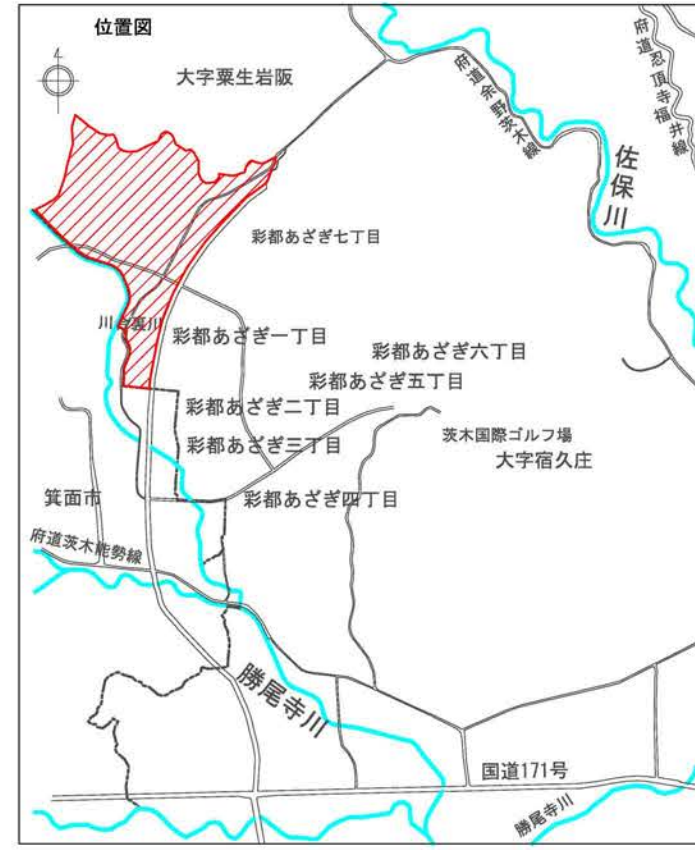 位置図
4
大字粟生岩阪
府道余野茨木線
府道忍頂寺福井線
佐保川
彩都あさぎ七丁目
川合裏川
彩都あさぎ一丁目
彩都あさぎ六丁目
彩都あさぎ五丁目
彩都あさぎ二丁目
茨木国際ゴルフ場
彩都あさぎ三丁目
大字宿久庄
箕面市
彩都あさぎ四丁目
府道茨木能勢線
勝尾寺川
国道171号
勝尾寺川